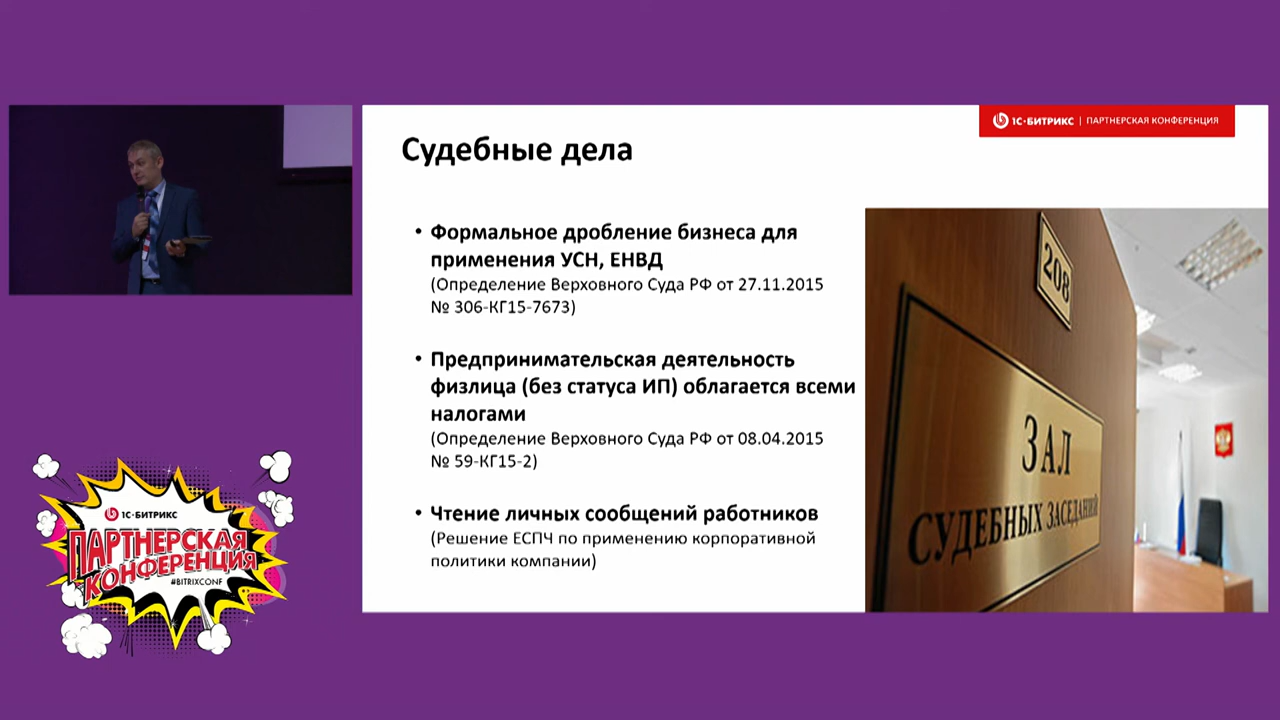 1С-БИТРИКС | ПАРТНЕРСКАЯ КОНФЕРЕНЦИЯ
Судебные дела
• Формальное дробление бизнеса для
применения УСН, ЕНВД
(Определение Верховного Суда РФ от 27.11.2015
№ 306-КГ15-7673)
• Предпринимательская деятельность
физлица (без статуса ИП) облагается всеми
налогами
(Определение Верховного Суда РФ от 08.04.2015
№ 59-КГ15-2)
• Чтение личных сообщений работников
(Решение ЕСПЧ по применению корпоративной
политики компании)
208
ЗАЛ
СУДЕБНЫХ ЗАСЕДАНИЙ
1С-БИТРИКС
ПАРТНЕРСКАЯ
КОНФЕРЕНЦИЯ
#BITRIXCONF